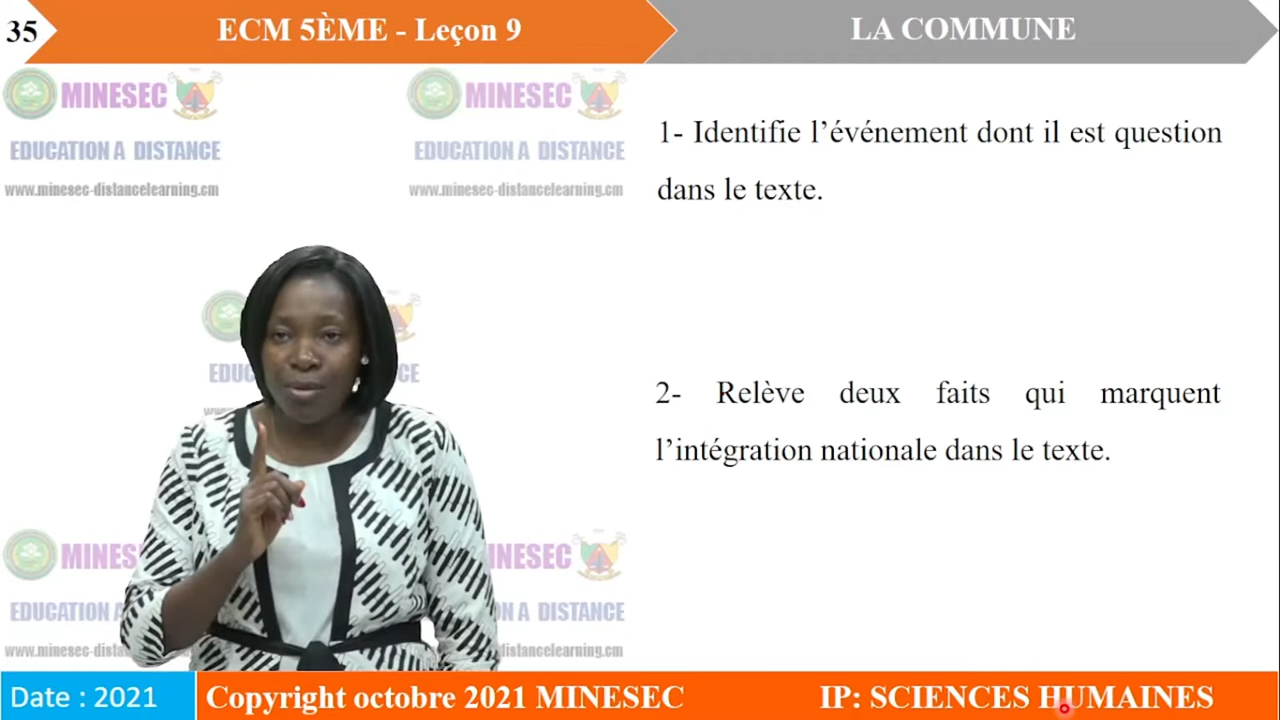 35
ECM 5ÈME - Leçon 9
LA COMMUNE
MINESEC
MINESEC
EDUCATION A DISTANCE
EDUCATION A DISTANCE
www.minesec-distancelearning.cm
www.minesec-distancelearning.cm
1- Identifie l’événement dont il est question
dans le texte.
2- Relève deux faits qui marquent
l’intégration nationale dans le texte.
Date : 2021
Copyright octobre 2021 MINESEC
IP: SCIENCES HUMAINES